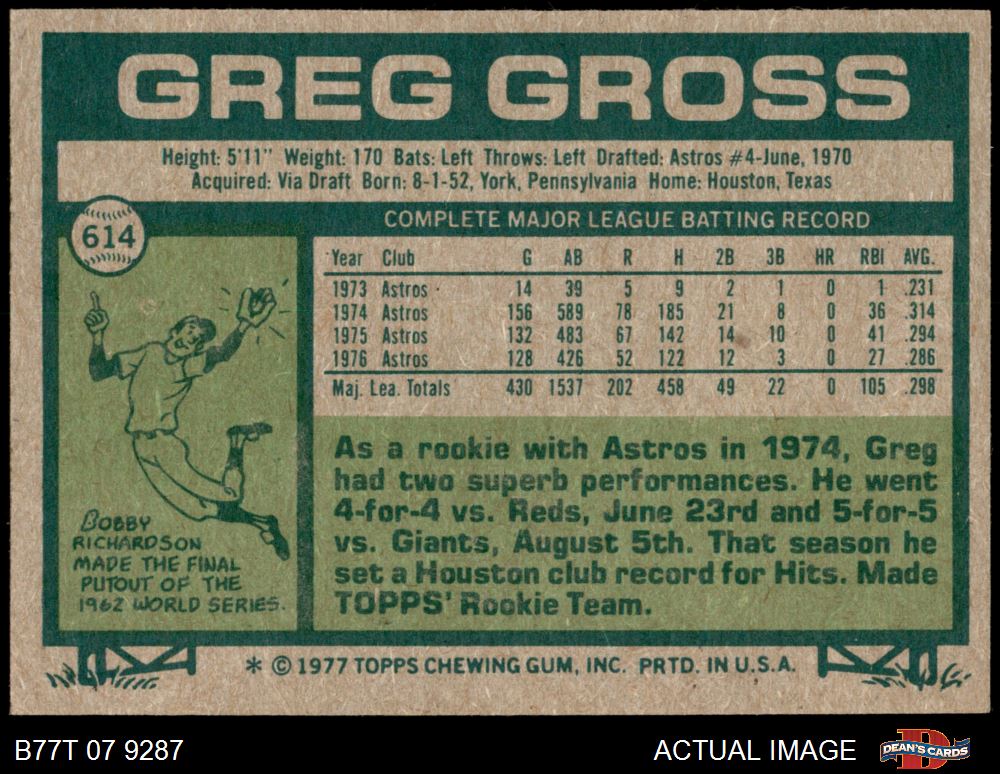 GREG GROSS
Height: 5'11" Weight: 170 Bats: Left Throws: Left Drafted: Astros #4-June, 1970
Acquired: Via Draft Born: 8-1-52, York, Pennsylvania Home: Houston, Texas
614
COMPLETE MAJOR LEAGUE BATTING RECORD
Year Club G AB R H 2B 3B HR RBI AVG.
1973 Astros 14 39 5 9 2 1 0 1 .231
1974 Astros 156 589 78 185 21 8 0 36 .314
1975 Astros 132 483 67 142 14 10 0 41 .294
1976 Astros 128 426 52 122 12 3 0 27 .286
Maj. Lea. Totals 430 1537 202 458 49 22 0 105 .298
BOBBY
RICHARDSON
MADE THE FINAL
PUTOUT OF THE
1962 WORLD SERIES.
As a rookie with Astros in 1974, Greg
had two superb performances. He went
4-for-4 vs. Reds, June 23rd and 5-for-5
vs. Giants, August 5th. That season he
set a Houston club record for Hits. Made
TOPPS' Rookie Team.
* © 1977 TOPPS CHEWING GUM, INC. PRTD. IN U.S.A.
B77T 07 9287
ACTUAL IMAGE
DEAN'S CARDS